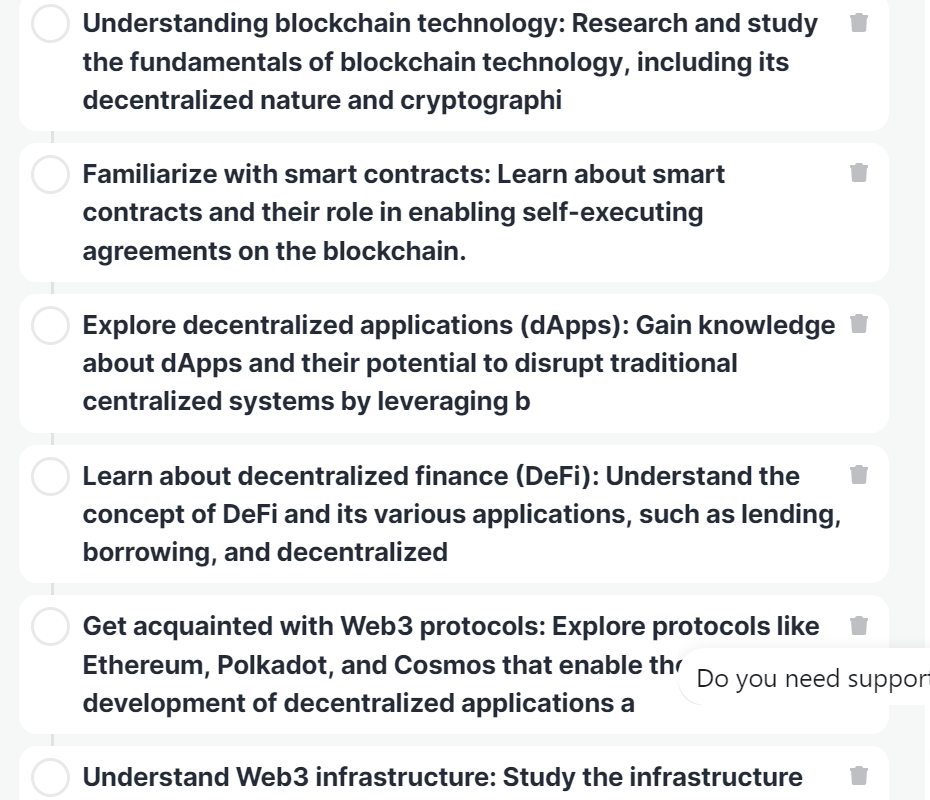 Understanding blockchain technology: Research and study
the fundamentals of blockchain technology, including its
decentralized nature and cryptographi
Familiarize with smart contracts: Learn about smart
contracts and their role in enabling self-executing
agreements on the blockchain.
Explore decentralized applications (dApps): Gain knowledge
about dApps and their potential to disrupt traditional
centralized systems by leveraging b
Learn about decentralized finance (DeFi): Understand the
concept of DeFi and its various applications, such as lending,
borrowing, and decentralized
Get acquainted with Web3 protocols: Explore protocols like
Ethereum, Polkadot, and Cosmos that enable the
Do you need support
development of decentralized applications a
Understand Web3 infrastructure: Study the infrastructure